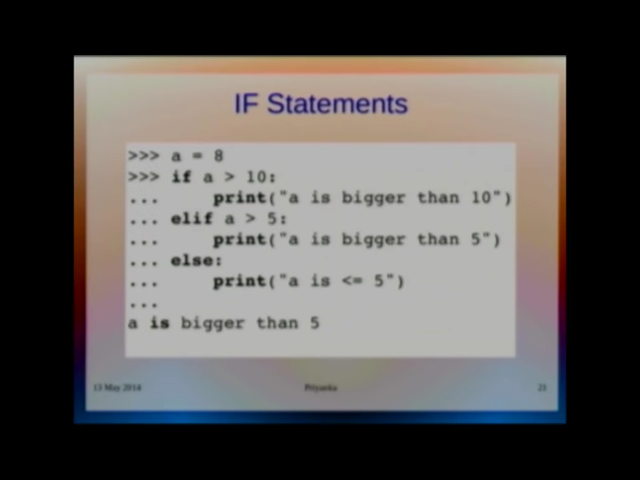 IF Statements
>>> a = 8
>>> if a > 10:
...     print("a is bigger than 10")
... elif a > 5:
...     print("a is bigger than 5")
... else:
...     print("a is <= 5")
...
a is bigger than 5
13 May 2014 Priyanka 21